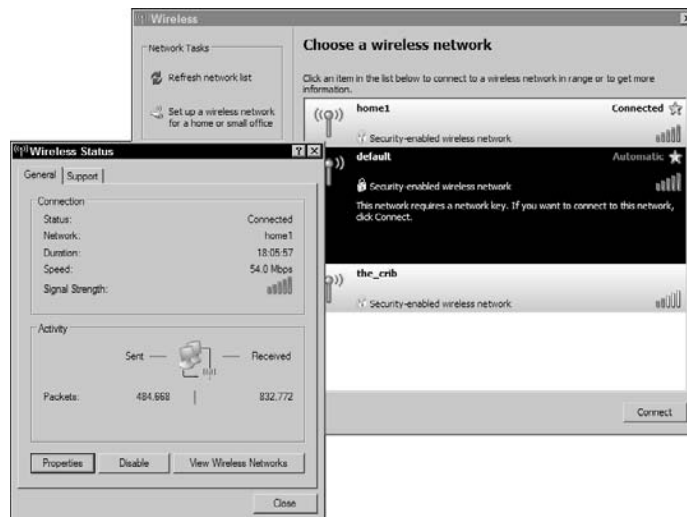 Wireless
Network Tasks
Refresh network list
Set up a wireless network
for a home or small office
Choose a wireless network
Click an item in the list below to connect to a wireless network in range or to get more
information.
home1
Connected
Security-enabled wireless network
default
Automatic
Security-enabled wireless network
This network requires a network key. If you want to connect to this network,
click Connect.
the_crib
Security-enabled wireless network
Connect
Wireless Status
General
Support
Connection
Status: Connected
Network: home1
Duration: 18:05:57
Speed: 54.0 Mbps
Signal Strength:
Activity
Sent — Received
Packets: 484,668 | 832,772
Properties
Disable
View Wireless Networks
Close